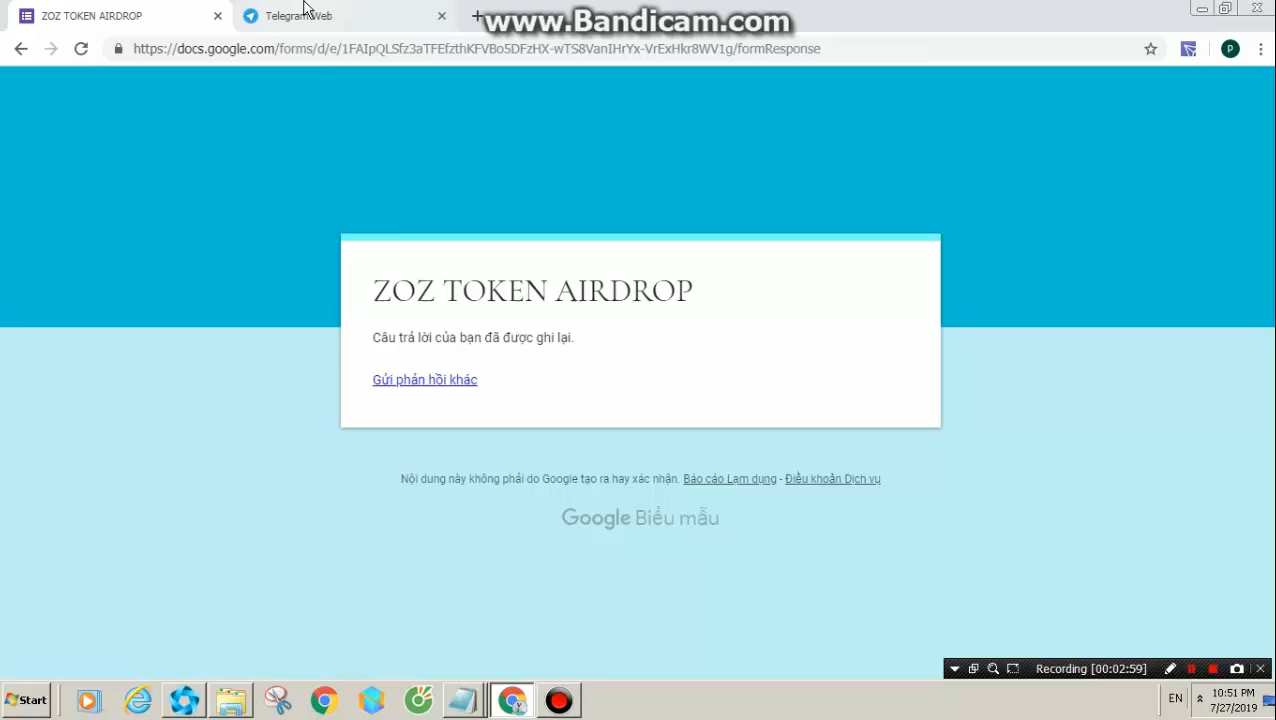 ZOZ TOKEN AIRDROP
Telegram Web
www.Bandicam.com
https://docs.google.com/forms/d/e/1FAIpQLSfz3aTFEfzthKFVBo5DFzHX-wTS8VanIHrYx-VrExHkr8WV1g/formResponse
P
ZOZ TOKEN AIRDROP
Câu trả lời của bạn đã được ghi lại.
Gửi phản hồi khác
Nội dung này không phải do Google tạo ra hay xác nhận. Báo cáo Lạm dụng - Điều khoản Dịch vụ
Google Biểu mẫu
Recording [00:02:59]
Start
EN
10:51 PM
7/27/2019